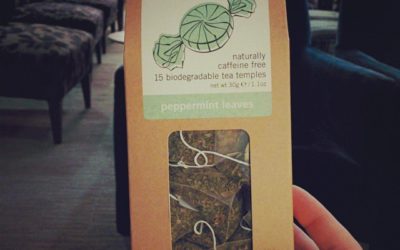 naturally
caffeine free
15 biodegradable tea temples
net wt 30g / 1.1oz
peppermint leaves